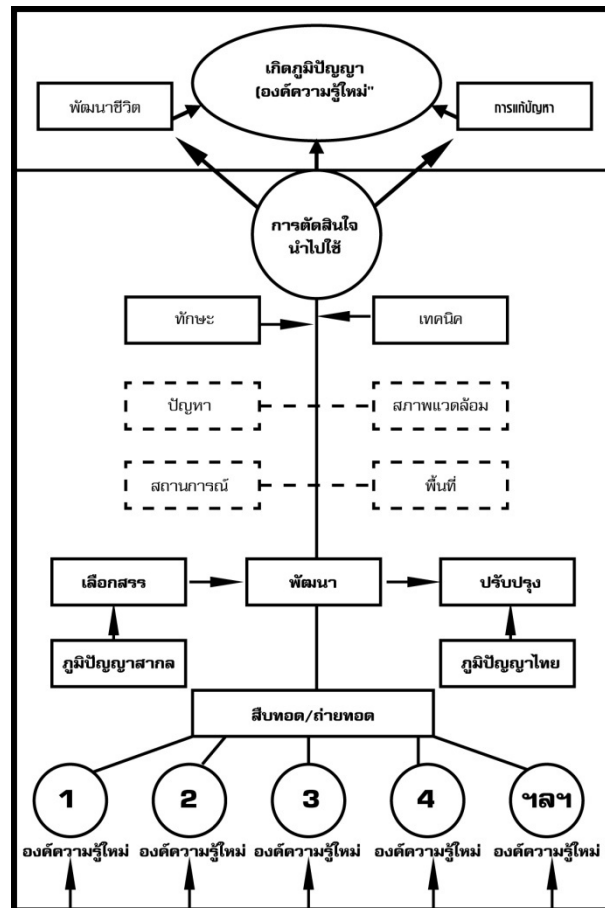 เกิดภูมิปัญญา
(องค์ความรู้ใหม่"
พัฒนาชีวิต
การแก้ปัญหา
การตัดสินใจ
นำไปใช้
ทักษะ
เทคนิค
ปัญหา
สภาพแวดล้อม
สถานการณ์
พื้นที่
เลือกสรร
พัฒนา
ปรับปรุง
ภูมิปัญญาสากล
ภูมิปัญญาไทย
สืบทอด/ถ่ายทอด
1
2
3
4
ฯลฯ
องค์ความรู้ใหม่
องค์ความรู้ใหม่
องค์ความรู้ใหม่
องค์ความรู้ใหม่
องค์ความรู้ใหม่